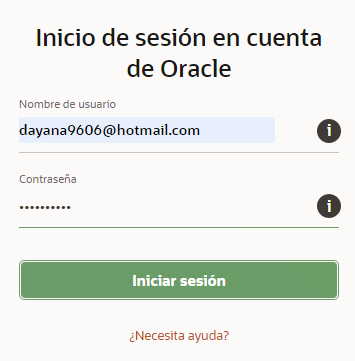 Inicio de sesión en cuenta
de Oracle
Nombre de usuario
dayana9606@hotmail.com
i
Contraseña
••••••••••
i
Iniciar sesión
¿Necesita ayuda?